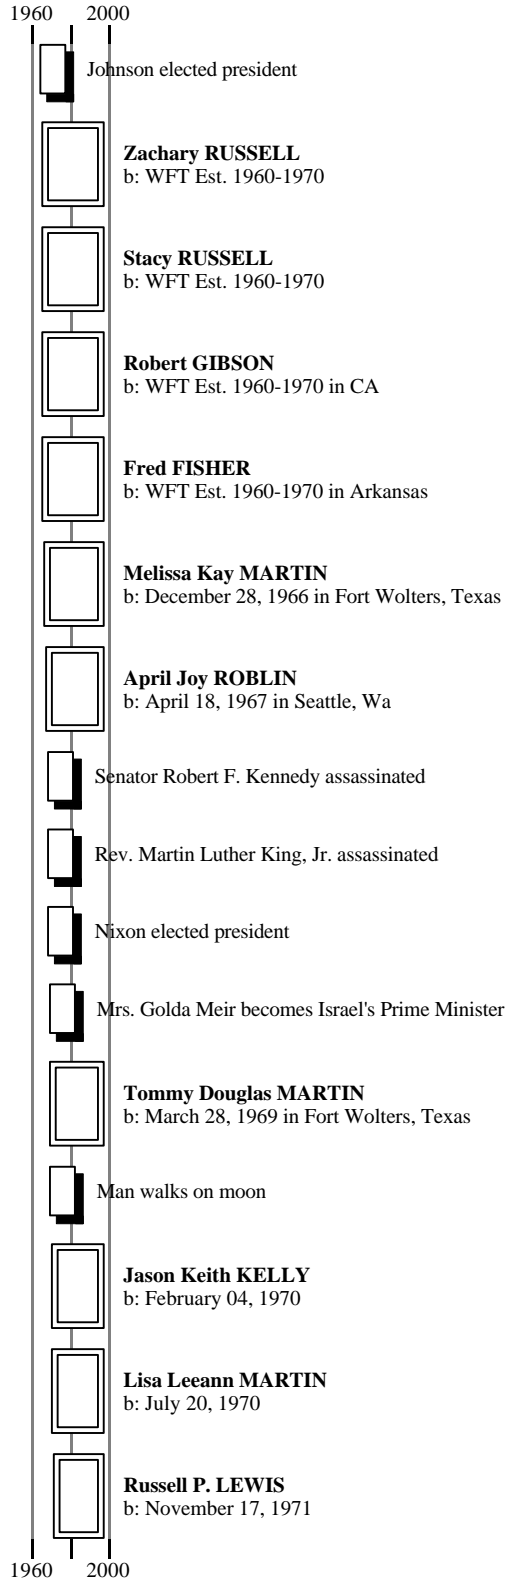 1960 2000
Johnson elected president
Zachary RUSSELL
b: WFT Est. 1960-1970
Stacy RUSSELL
b: WFT Est. 1960-1970
Robert GIBSON
b: WFT Est. 1960-1970 in CA
Fred FISHER
b: WFT Est. 1960-1970 in Arkansas
Melissa Kay MARTIN
b: December 28, 1966 in Fort Wolters, Texas
April Joy ROBLIN
b: April 18, 1967 in Seattle, Wa
Senator Robert F. Kennedy assassinated
Rev. Martin Luther King, Jr. assassinated
Nixon elected president
Mrs. Golda Meir becomes Israel's Prime Minister
Tommy Douglas MARTIN
b: March 28, 1969 in Fort Wolters, Texas
Man walks on moon
Jason Keith KELLY
b: February 04, 1970
Lisa Leeann MARTIN
b: July 20, 1970
Russell P. LEWIS
b: November 17, 1971
1960 2000